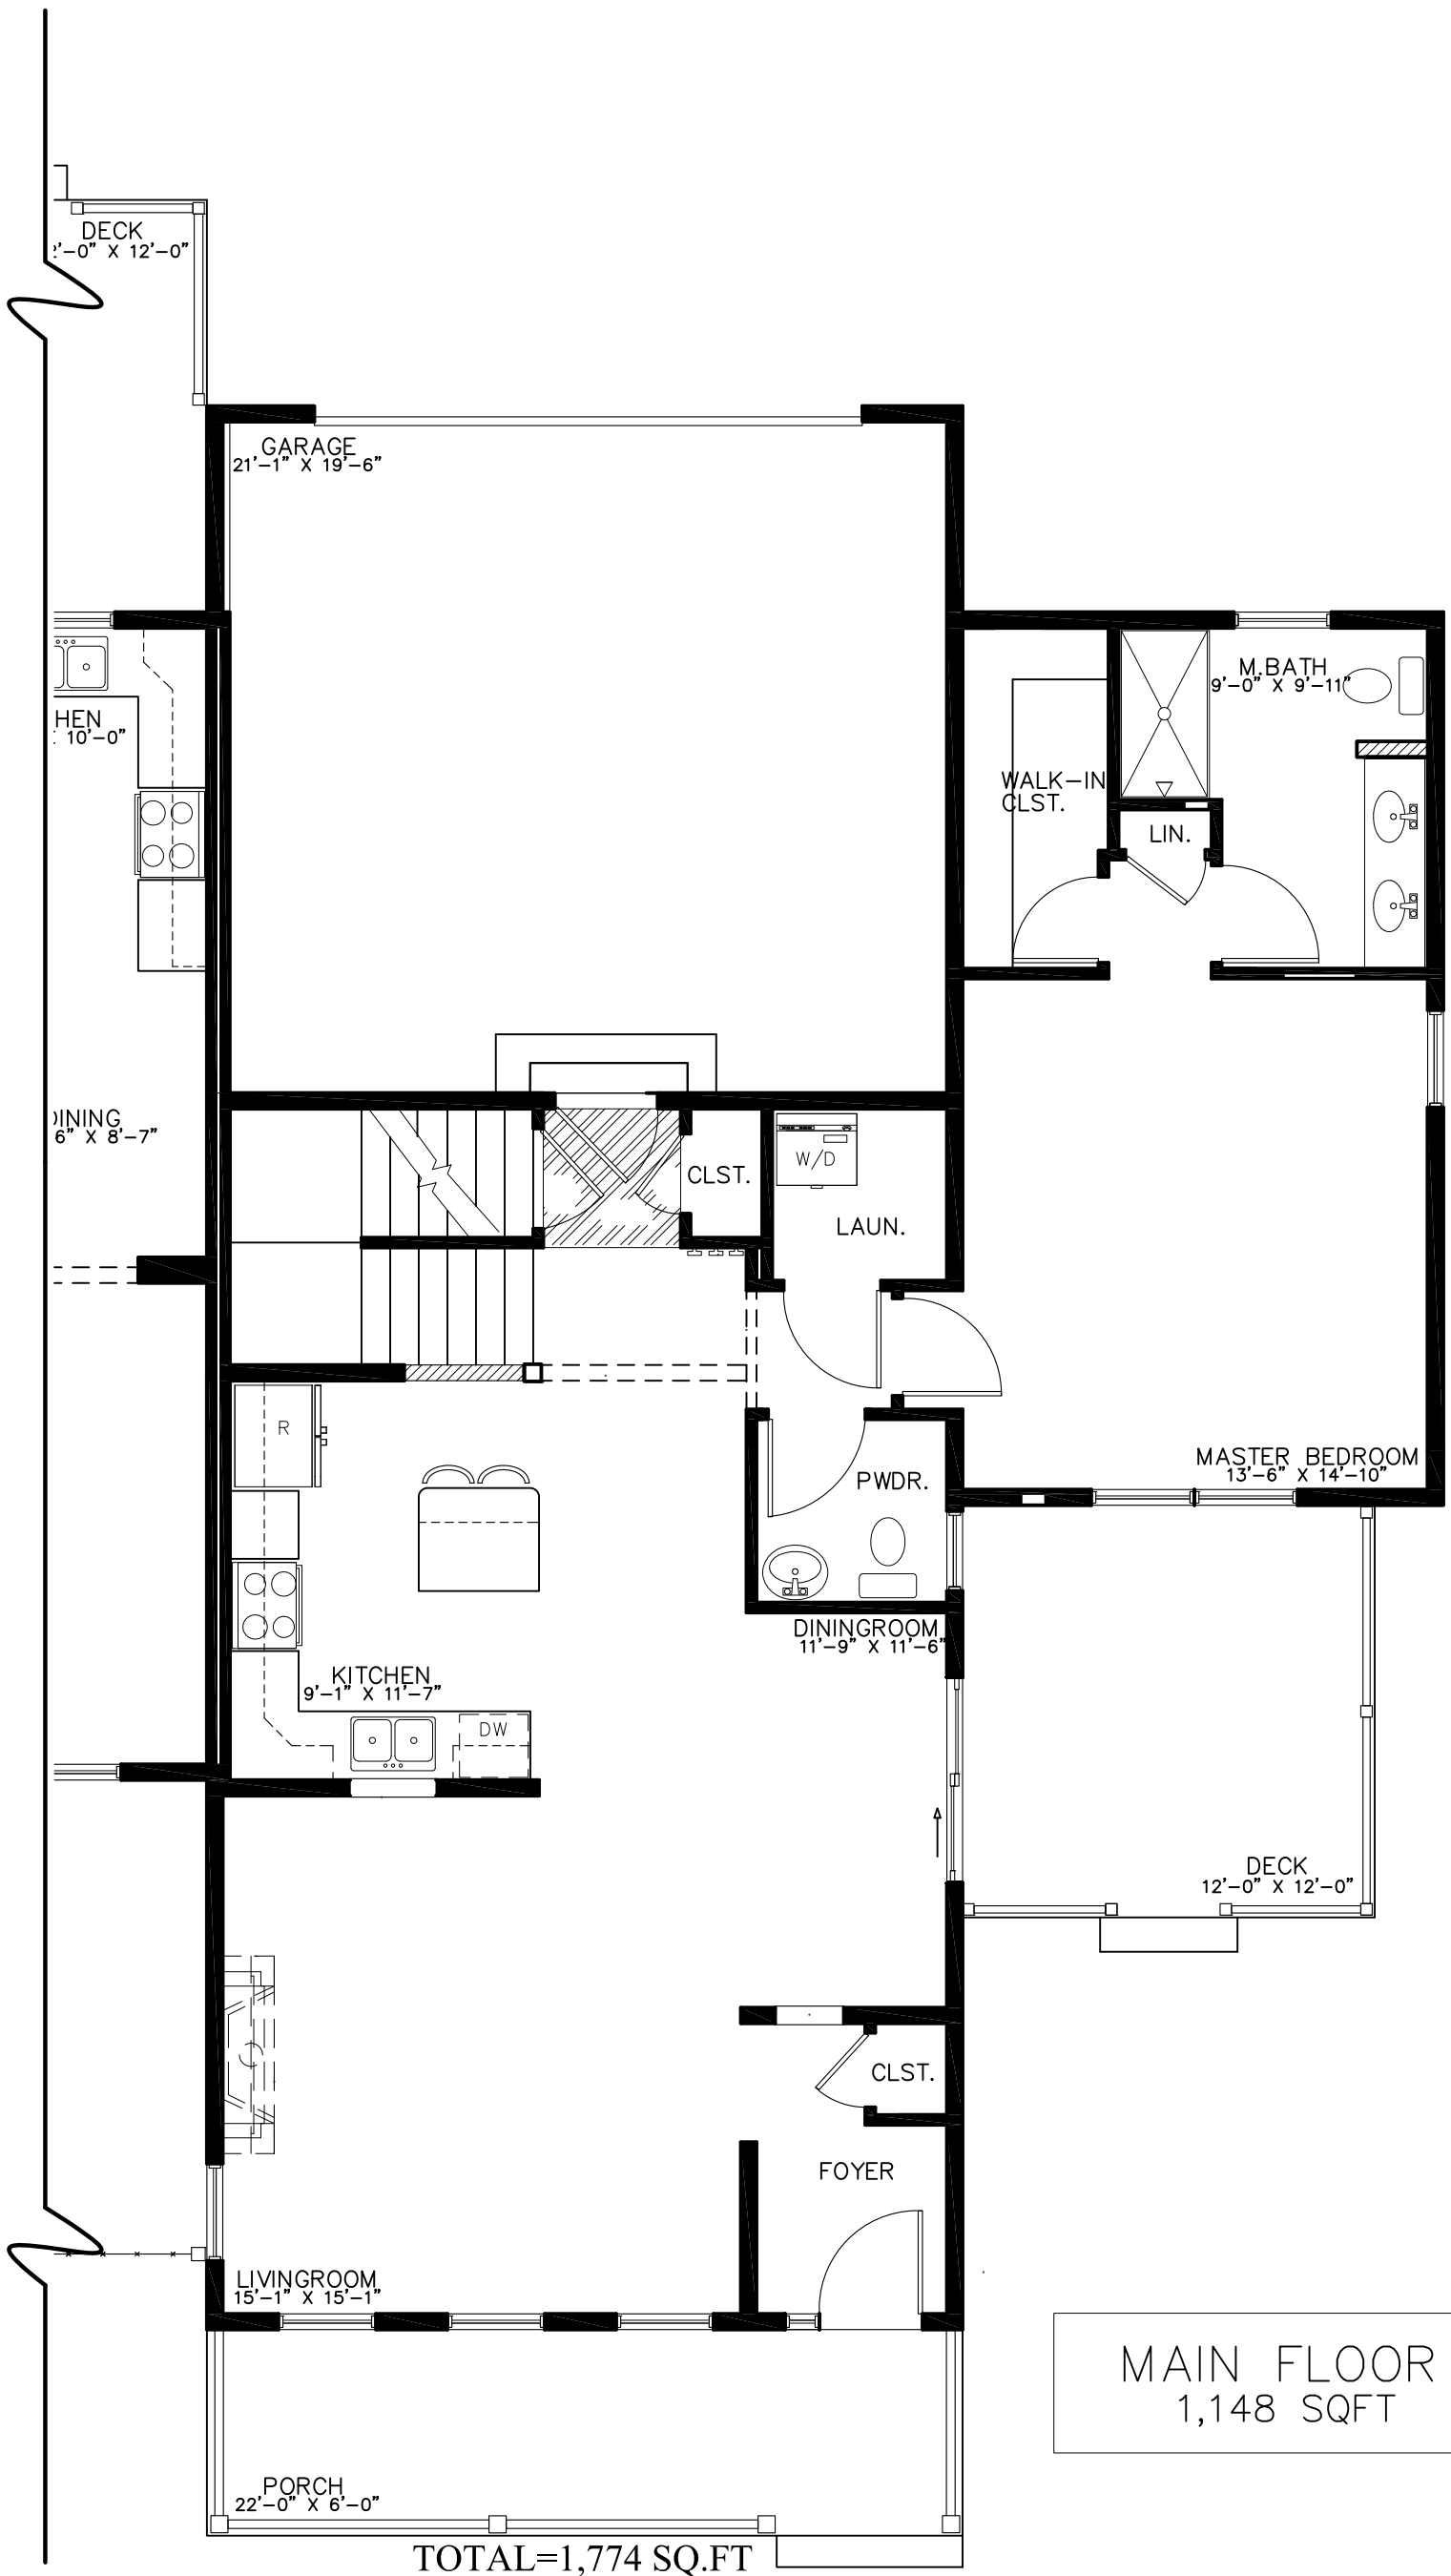 DECK
'-0" X 12'-0"
GARAGE
21'-1" X 19'-6"
M.BATH
9'-0" X 9'-11"
HEN
10'-0"
WALK-IN
CLST.
LIN.
DINING
6" X 8'-7"
W/D
CLST.
LAUN.
R
MASTER BEDROOM
13'-6" X 14'-10"
PWDR.
DININGROOM
11'-9" X 11'-6"
KITCHEN
9'-1" X 11'-7"
DW
DECK
12'-0" X 12'-0"
CLST.
FOYER
LIVINGROOM
15'-1" X 15'-1"
MAIN FLOOR
1,148 SQFT
PORCH
22'-0" X 6'-0"
TOTAL=1,774 SQ.FT